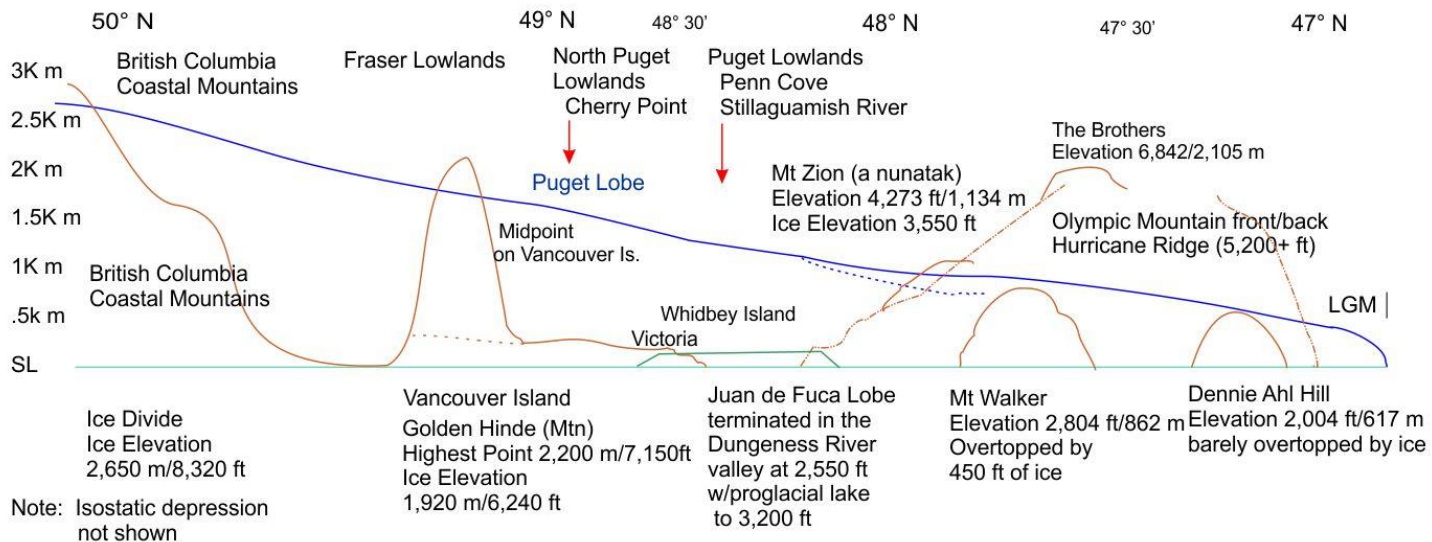 50° N
49° N
48° 30'
48° N
47° 30'
47° N
British Columbia
Coastal Mountains
Fraser Lowlands
North Puget
Lowlands
Cherry Point
Puget Lowlands
Penn Cove
Stillaguamish River
3K m
2.5K m
2K m
1.5K m
1K m
.5k m
SL
The Brothers
Elevation 6,842/2,105 m
Puget Lobe
Mt Zion (a nunatak)
Elevation 4,273 ft/1,134 m
Ice Elevation 3,550 ft
Olympic Mountain front/back
Hurricane Ridge (5,200+ ft)
Midpoint
on Vancouver Is.
British Columbia
Coastal Mountains
LGM
Whidbey Island
Victoria
Ice Divide
Ice Elevation
2,650 m/8,320 ft
Vancouver Island
Golden Hinde (Mtn)
Highest Point 2,200 m/7,150ft
Ice Elevation
1,920 m/6,240 ft
Juan de Fuca Lobe
terminated in the
Dungeness River
valley at 2,550 ft
w/proglacial lake
to 3,200 ft
Mt Walker
Elevation 2,804 ft/862 m
Overtopped by
450 ft of ice
Dennie Ahl Hill
Elevation 2,004 ft/617 m
barely overtopped by ice
Note: Isostatic depression
not shown